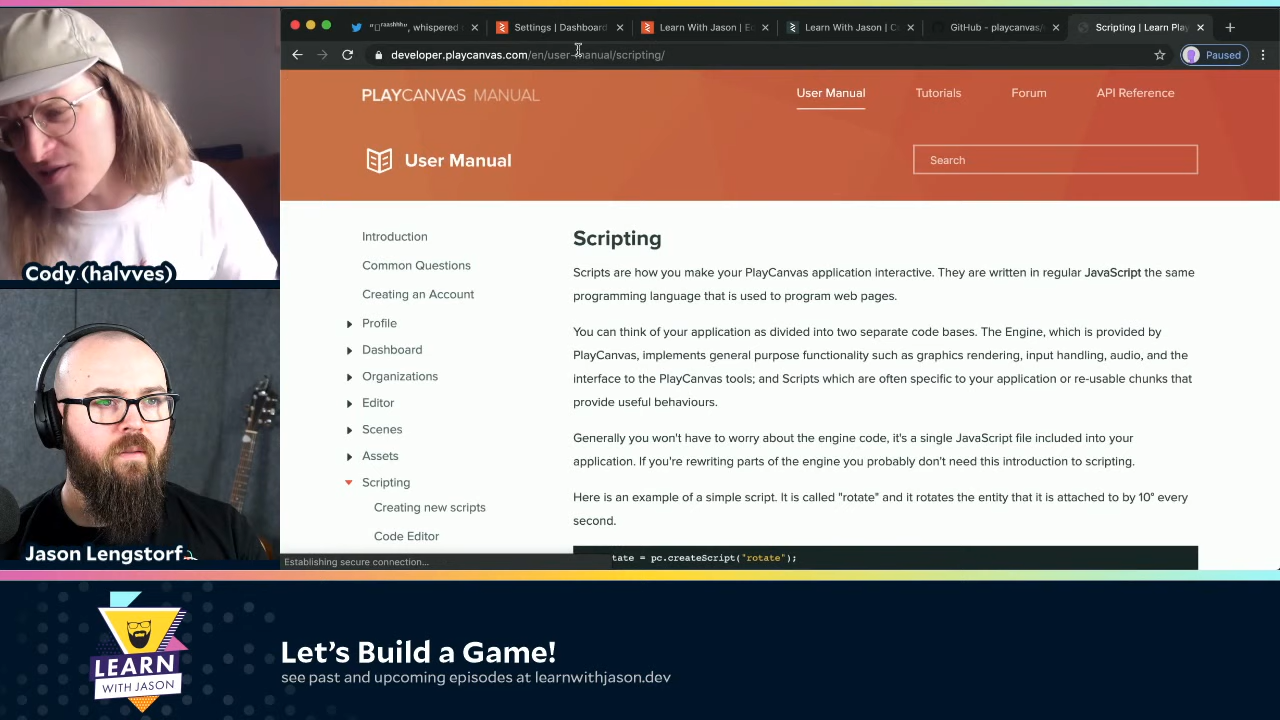 ", whispered
Settings | Dashboard
Learn With Jason | Ed
Learn With Jason | C
GitHub - playcanvas/
Scripting | Learn Play
developer.playcanvas.com/en/user-manual/scripting/
Paused
PLAYCANVAS MANUAL
User Manual
Tutorials
Forum
API Reference
User Manual
Search
Introduction
Common Questions
Creating an Account
Profile
Dashboard
Organizations
Editor
Scenes
Assets
Scripting
Creating new scripts
Code Editor
Scripting
Scripts are how you make your PlayCanvas application interactive. They are written in regular JavaScript the same
programming language that is used to program web pages.
You can think of your application as divided into two separate code bases. The Engine, which is provided by
PlayCanvas, implements general purpose functionality such as graphics rendering, input handling, audio, and the
interface to the PlayCanvas tools; and Scripts which are often specific to your application or re-usable chunks that
provide useful behaviours.
Generally you won't have to worry about the engine code, it's a single JavaScript file included into your
application. If you're rewriting parts of the engine you probably don't need this introduction to scripting.
Here is an example of a simple script. It is called "rotate" and it rotates the entity that it is attached to by 10° every
second.
tate = pc.createScript("rotate");
Establishing secure connection...
Cody (halvves)
Jason Lengstorf
LEARN
WITH JASON
Let's Build a Game!
see past and upcoming episodes at learnwithjason.dev